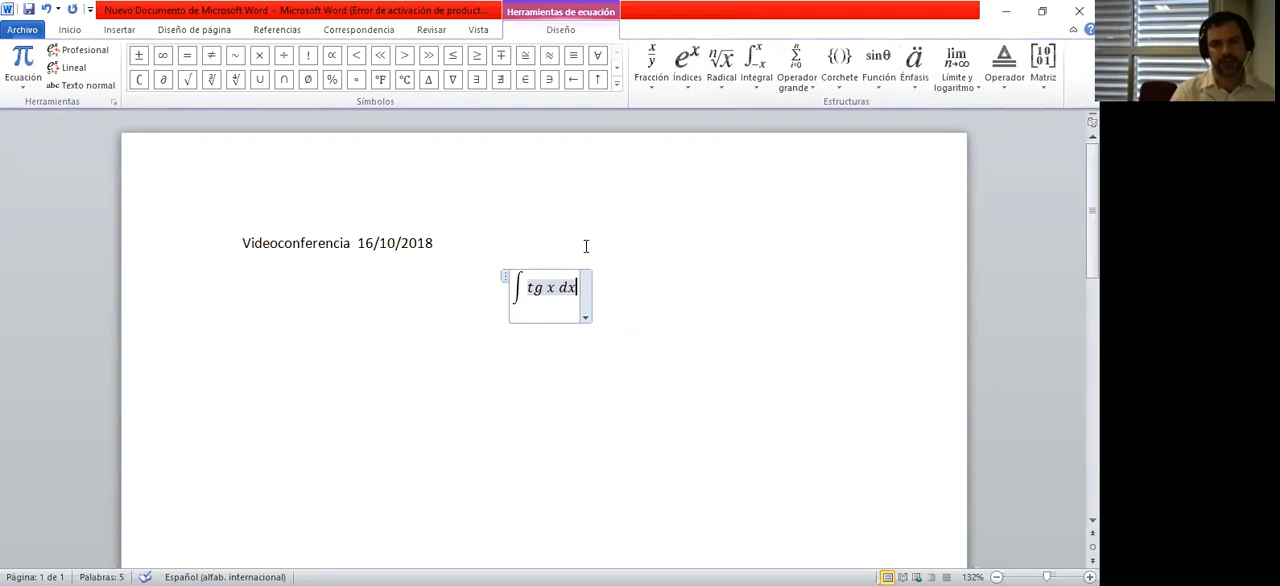 Nuevo Documento de Microsoft Word - Microsoft Word (Error de activación de product...
Herramientas de ecuación
Archivo Inicio Insertar Diseño de página Referencias Correspondencia Revisar Vista Diseño
π Ecuación
Profesional
Lineal
abc Texto normal
Herramientas
± ∞ = ≠ ~ × ÷ ! ∝ < ≪ > ≫ ≤ ≥ ∓ ≅ ≈ ≡ ∀
∁ ∂ √ ∛ ∜ ∪ ∩ ∅ % ° °F °C ∆ ∇ ∃ ∄ ∈ ∋ ← ↑
Símbolos
Fracción Índices Radical Integral Operador grande Corchete Función Énfasis Límite y logaritmo Operador Matriz
Estructuras
Videoconferencia 16/10/2018
∫ tg x dx
Página: 1 de 1 Palabras: 5 Español (alfab. internacional) 132%